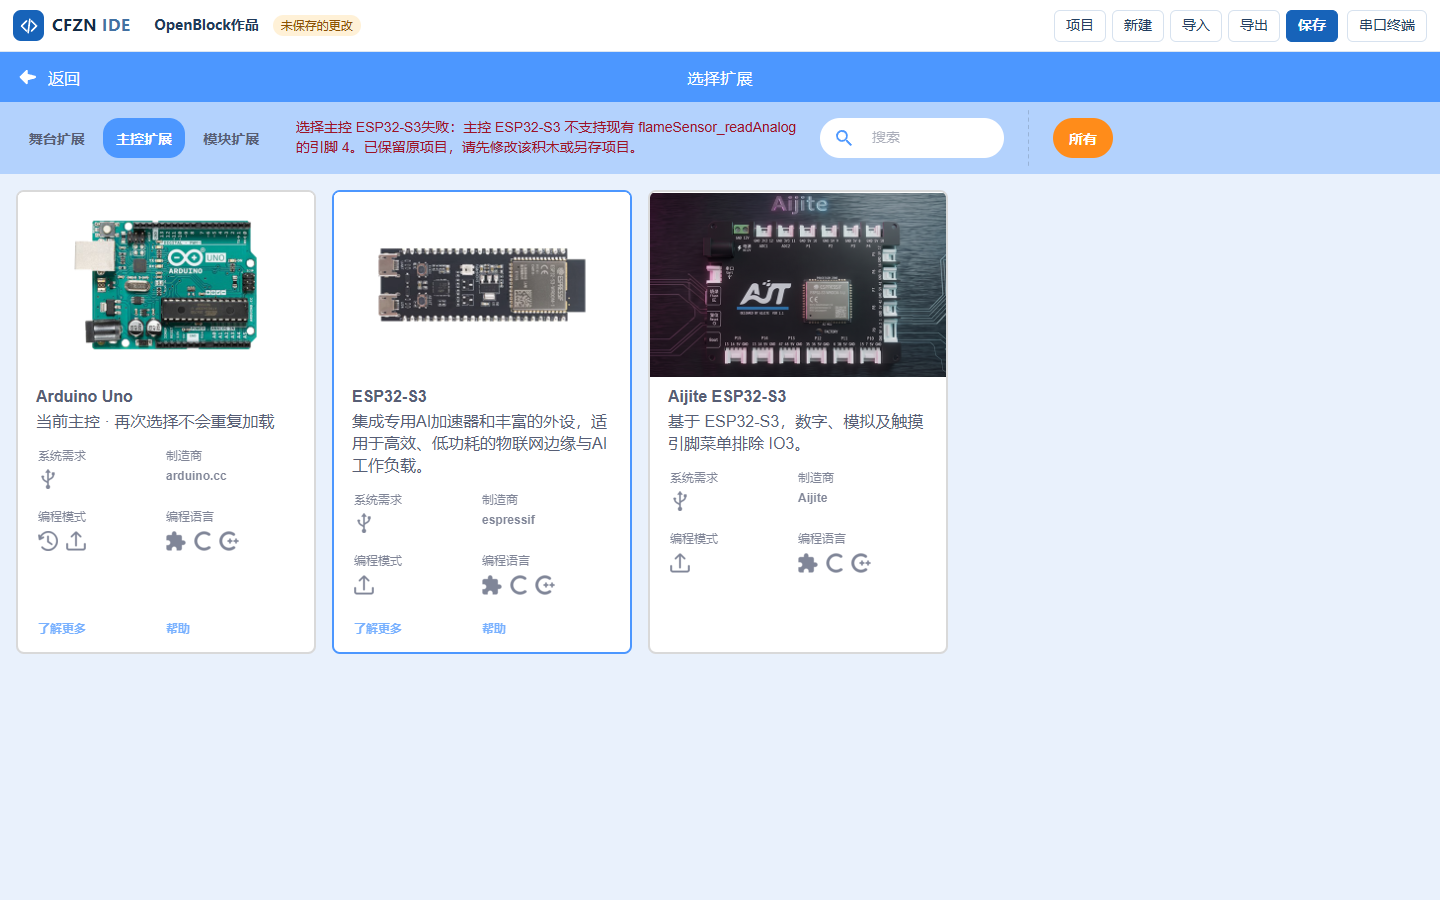 CFZN IDE
OpenBlock作品
未保存的更改
项目
新建
导入
导出
保存
串口终端
返回
选择扩展
舞台扩展
主控扩展
模块扩展
选择主控 ESP32-S3失败：主控 ESP32-S3 不支持现有 flameSensor_readAnalog
的引脚 4。已保留原项目，请先修改该积木或另存项目。
搜索
所有
UNO
ARDUINO
Aijite
AJT
Arduino Uno
当前主控 · 再次选择不会重复加载
系统需求
制造商
arduino.cc
编程模式
编程语言
了解更多
帮助
ESP32-S3
集成专用AI加速器和丰富的外设，适
用于高效、低功耗的物联网边缘与AI
工作负载。
系统需求
制造商
espressif
编程模式
编程语言
了解更多
帮助
Aijite ESP32-S3
基于 ESP32-S3，数字、模拟及触摸
引脚菜单排除 IO3。
系统需求
制造商
Aijite
编程模式
编程语言